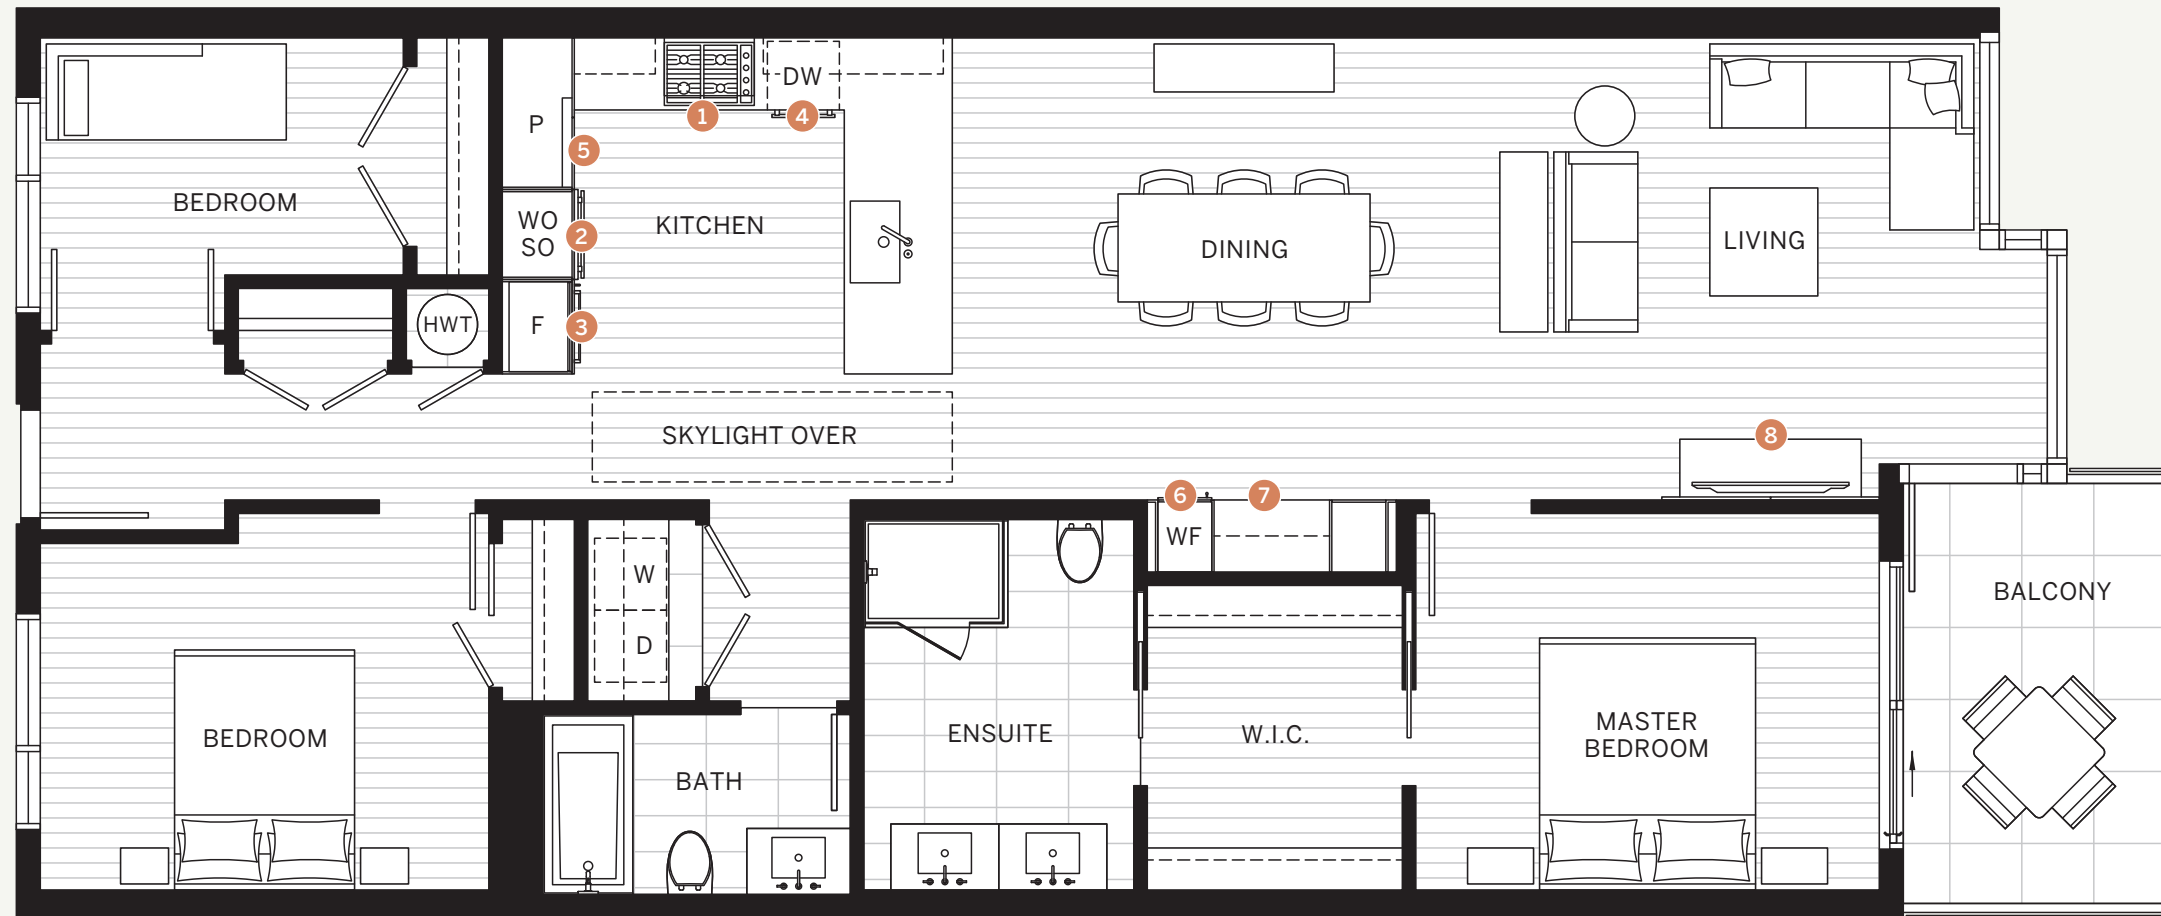 DW
1
4
P
5
BEDROOM
WO
SO
2
KITCHEN
DINING
LIVING
HWT
F
3
SKYLIGHT OVER
8
6
7
WF
W
D
BALCONY
BEDROOM
BATH
ENSUITE
W.I.C.
MASTER
BEDROOM